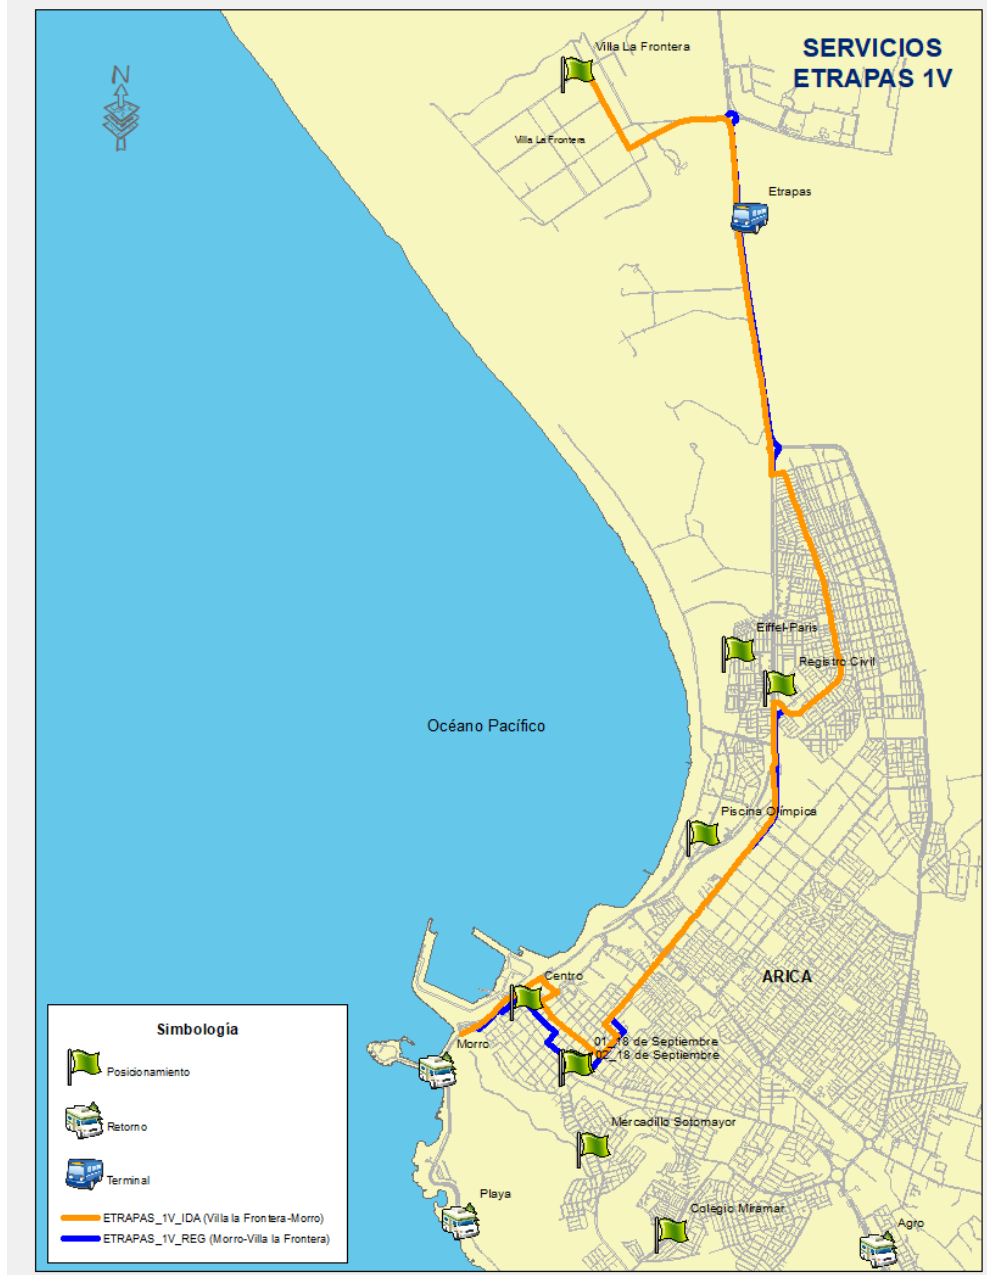 SERVICIOS
ETRAPAS 1V
N
Villa La Frontera
Villa La Frontera
Etrapas
Eiffel-Paris
Registro Civil
Océano Pacífico
Piscina Olímpica
ARICA
Centro
Morro
01_18 de Septiembre
02_18 de Septiembre
Mercadillo Sotomayor
Playa
Colegio Miramar
Agro
Simbología
Posicionamiento
Retorno
Terminal
ETRAPAS_1V_IDA (Villa la Frontera-Morro)
ETRAPAS_1V_REG (Morro-Villa la Frontera)